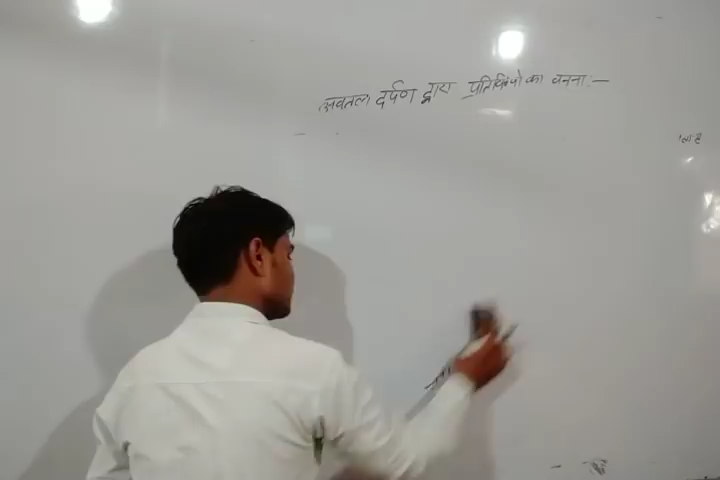 अवतल दर्पण द्वारा प्रतिबिंबो का बनना :—